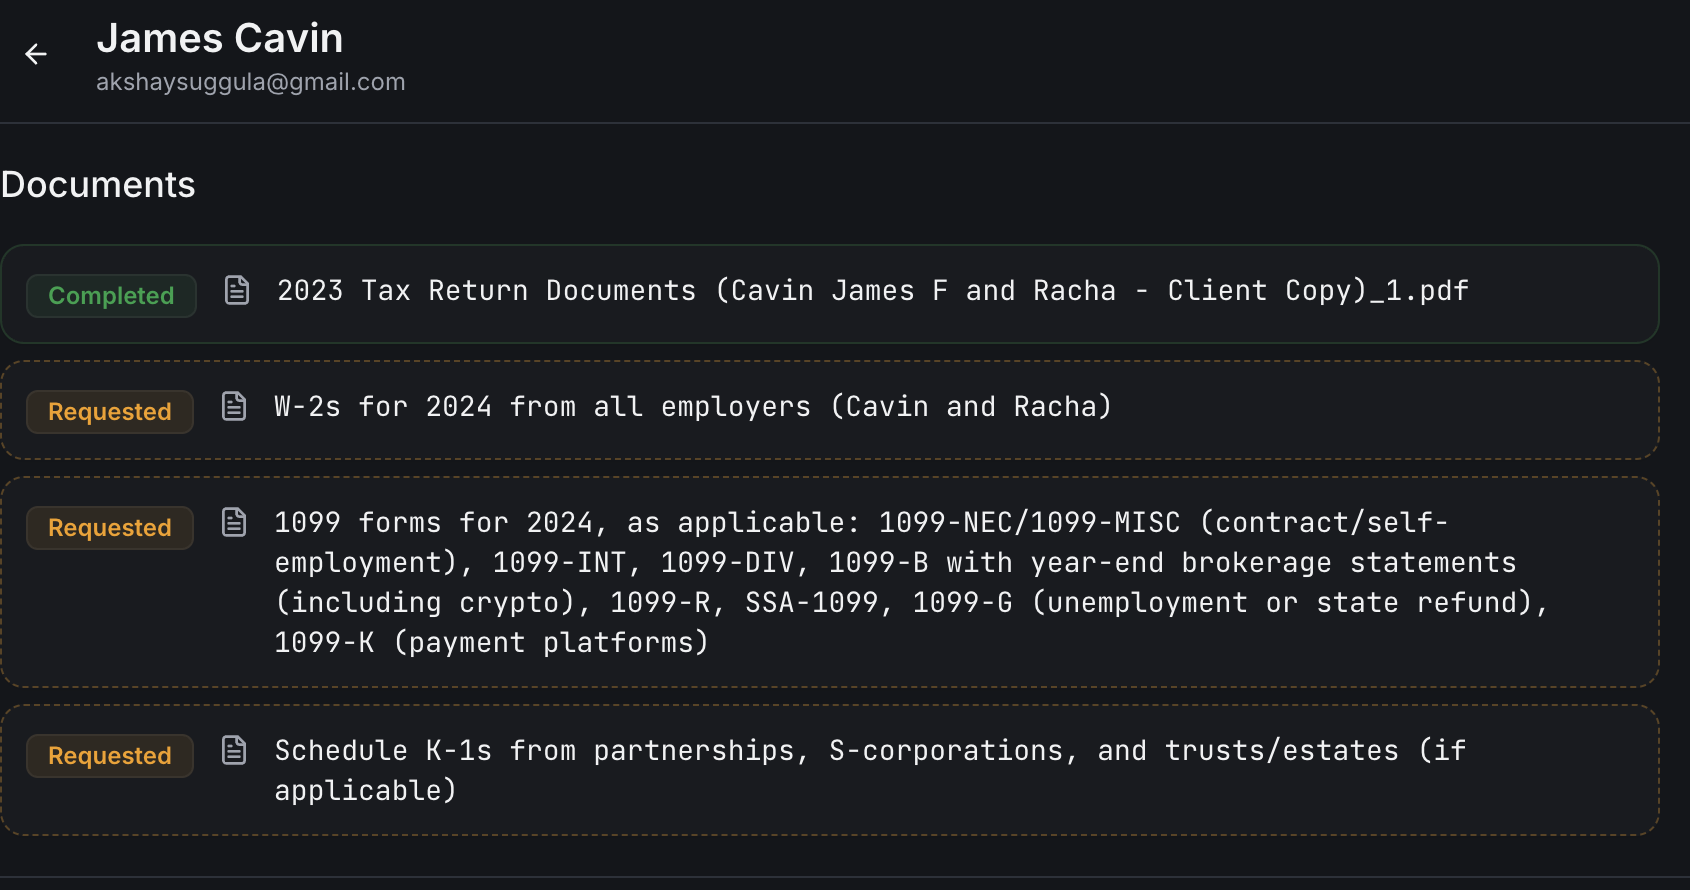 James Cavin
akshaysuggula@gmail.com
Documents
Completed
2023 Tax Return Documents (Cavin James F and Racha - Client Copy)_1.pdf
Requested
W-2s for 2024 from all employers (Cavin and Racha)
Requested
1099 forms for 2024, as applicable: 1099-NEC/1099-MISC (contract/self-
employment), 1099-INT, 1099-DIV, 1099-B with year-end brokerage statements
(including crypto), 1099-R, SSA-1099, 1099-G (unemployment or state refund),
1099-K (payment platforms)
Requested
Schedule K-1s from partnerships, S-corporations, and trusts/estates (if
applicable)